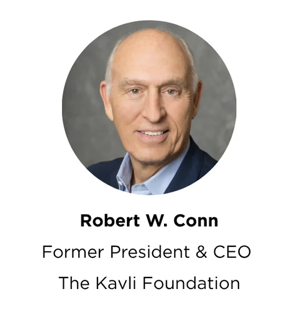 Robert W. Conn
Former President & CEO
The Kavli Foundation